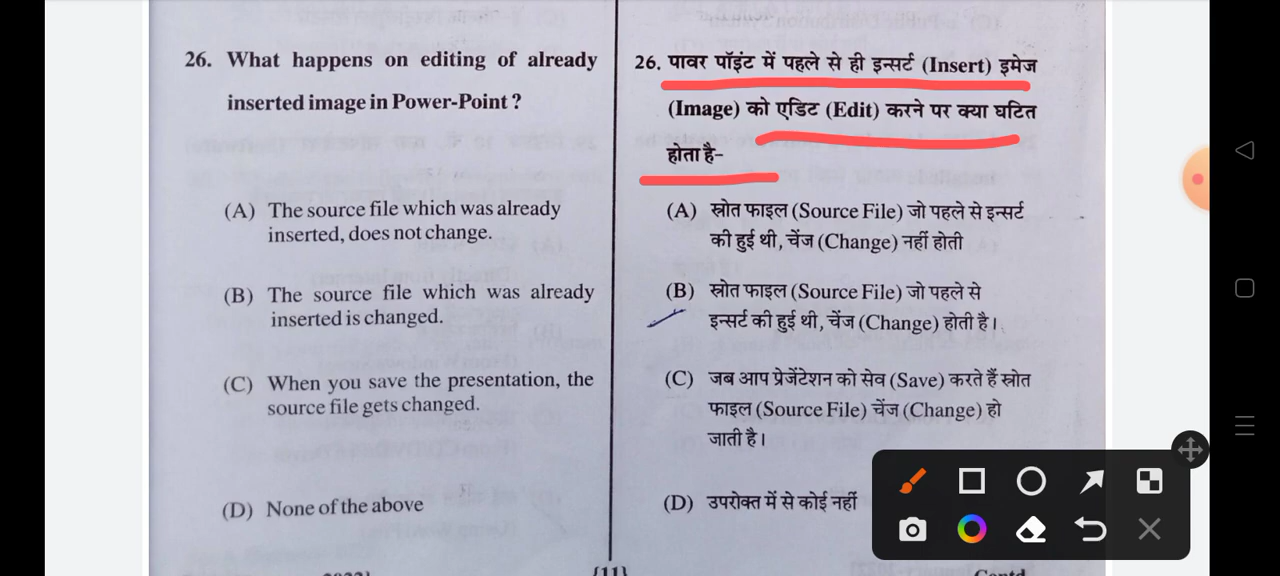 26. What happens on editing of already
inserted image in Power-Point ?
(A) The source file which was already
inserted, does not change.
(B) The source file which was already
inserted is changed.
(C) When you save the presentation, the
source file gets changed.
(D) None of the above
26. पावर पॉइंट में पहले से ही इन्सर्ट (Insert) इमेज
(Image) को एडिट (Edit) करने पर क्या घटित
होता है-
(A) स्रोत फाइल (Source File) जो पहले से इन्सर्ट
की हुई थी, चेंज (Change) नहीं होती
(B) स्रोत फाइल (Source File) जो पहले से
इन्सर्ट की हुई थी, चेंज (Change) होती है।
(C) जब आप प्रेजेंटेशन को सेव (Save) करते हैं स्रोत
फाइल (Source File) चेंज (Change) हो
जाती है।
(D) उपरोक्त में से कोई नहीं
{11}
Contd